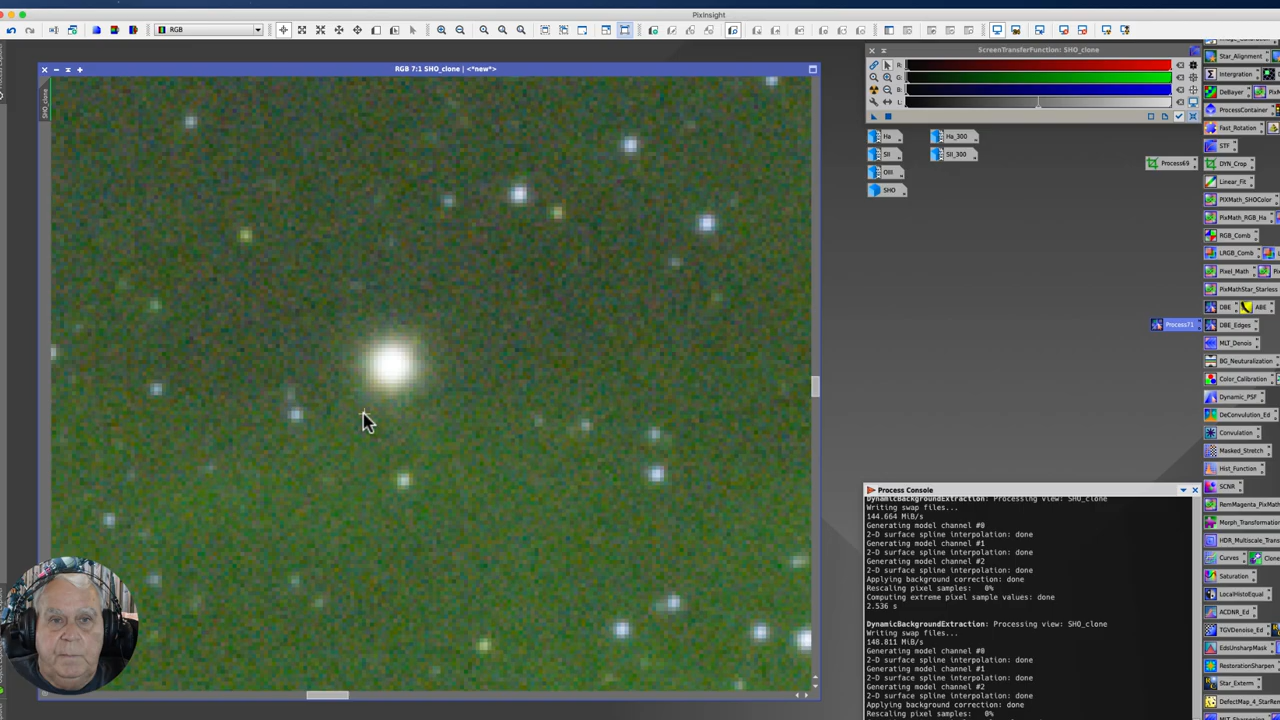 PixInsight
RGB
RGB 7:1 SHO_clone | <*new*>
SHO_clone
ScreenTransferFunction: SHO_clone
R:
G:
B:
L:
Ha
Ha_300
SII
SII_300
OIII
SHO
Process69
Process71
Star_Alignment
Intergration
DeBayer
PixM
ProcessContainer
Fast_Rotation
STF
DYN_Crop
Linear_Fit
PIXMath_SHOColor
PixMath_RGB_Ha
RGB_Comb
LRGB_Comb
Pixel_Math
PixMathStar_Starless
DBE
ABE
DBE_Edges
MLT_Denois
BG_Neutralization
Color_Calibration
Dynamic_PSF
DeConvolution_Ed
Convulation
Masked_Stretch
Hist_Function
SCNR
RemMagenta_PixMath
Morph_Transformation
HDR_Multiscale_Trans
Curves
Clone
Saturation
LocalHistoEqual
ACDNR_Ed
TGVDenoise_Ed
EdsUnsharpMask
RestorationSharpen
Star_Exterm
DefectMap_4_StarRem
Process Console
DynamicBackgroundExtraction: Processing view: SHO_clone
Writing swap files...
144.664 MiB/s
Generating model channel #0
2-D surface spline interpolation: done
Generating model channel #1
2-D surface spline interpolation: done
Generating model channel #2
2-D surface spline interpolation: done
Applying background correction: done
Rescaling pixel samples:   0%
Computing extreme pixel sample values: done
2.536 s
DynamicBackgroundExtraction: Processing view: SHO_clone
Writing swap files...
148.811 MiB/s
Generating model channel #0
2-D surface spline interpolation: done
Generating model channel #1
2-D surface spline interpolation: done
Generating model channel #2
2-D surface spline interpolation: done
Applying background correction: done
Rescaling pixel samples:   0%